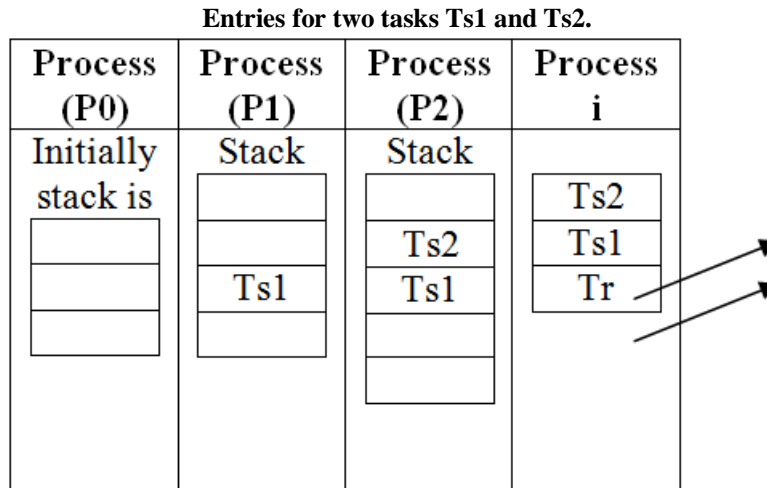 Entries for two tasks Ts1 and Ts2.
Process (P0)
Process (P1)
Process (P2)
Process i
Initially stack is
Stack
Ts1
Stack
Ts2
Ts1
Ts2
Ts1
Tr